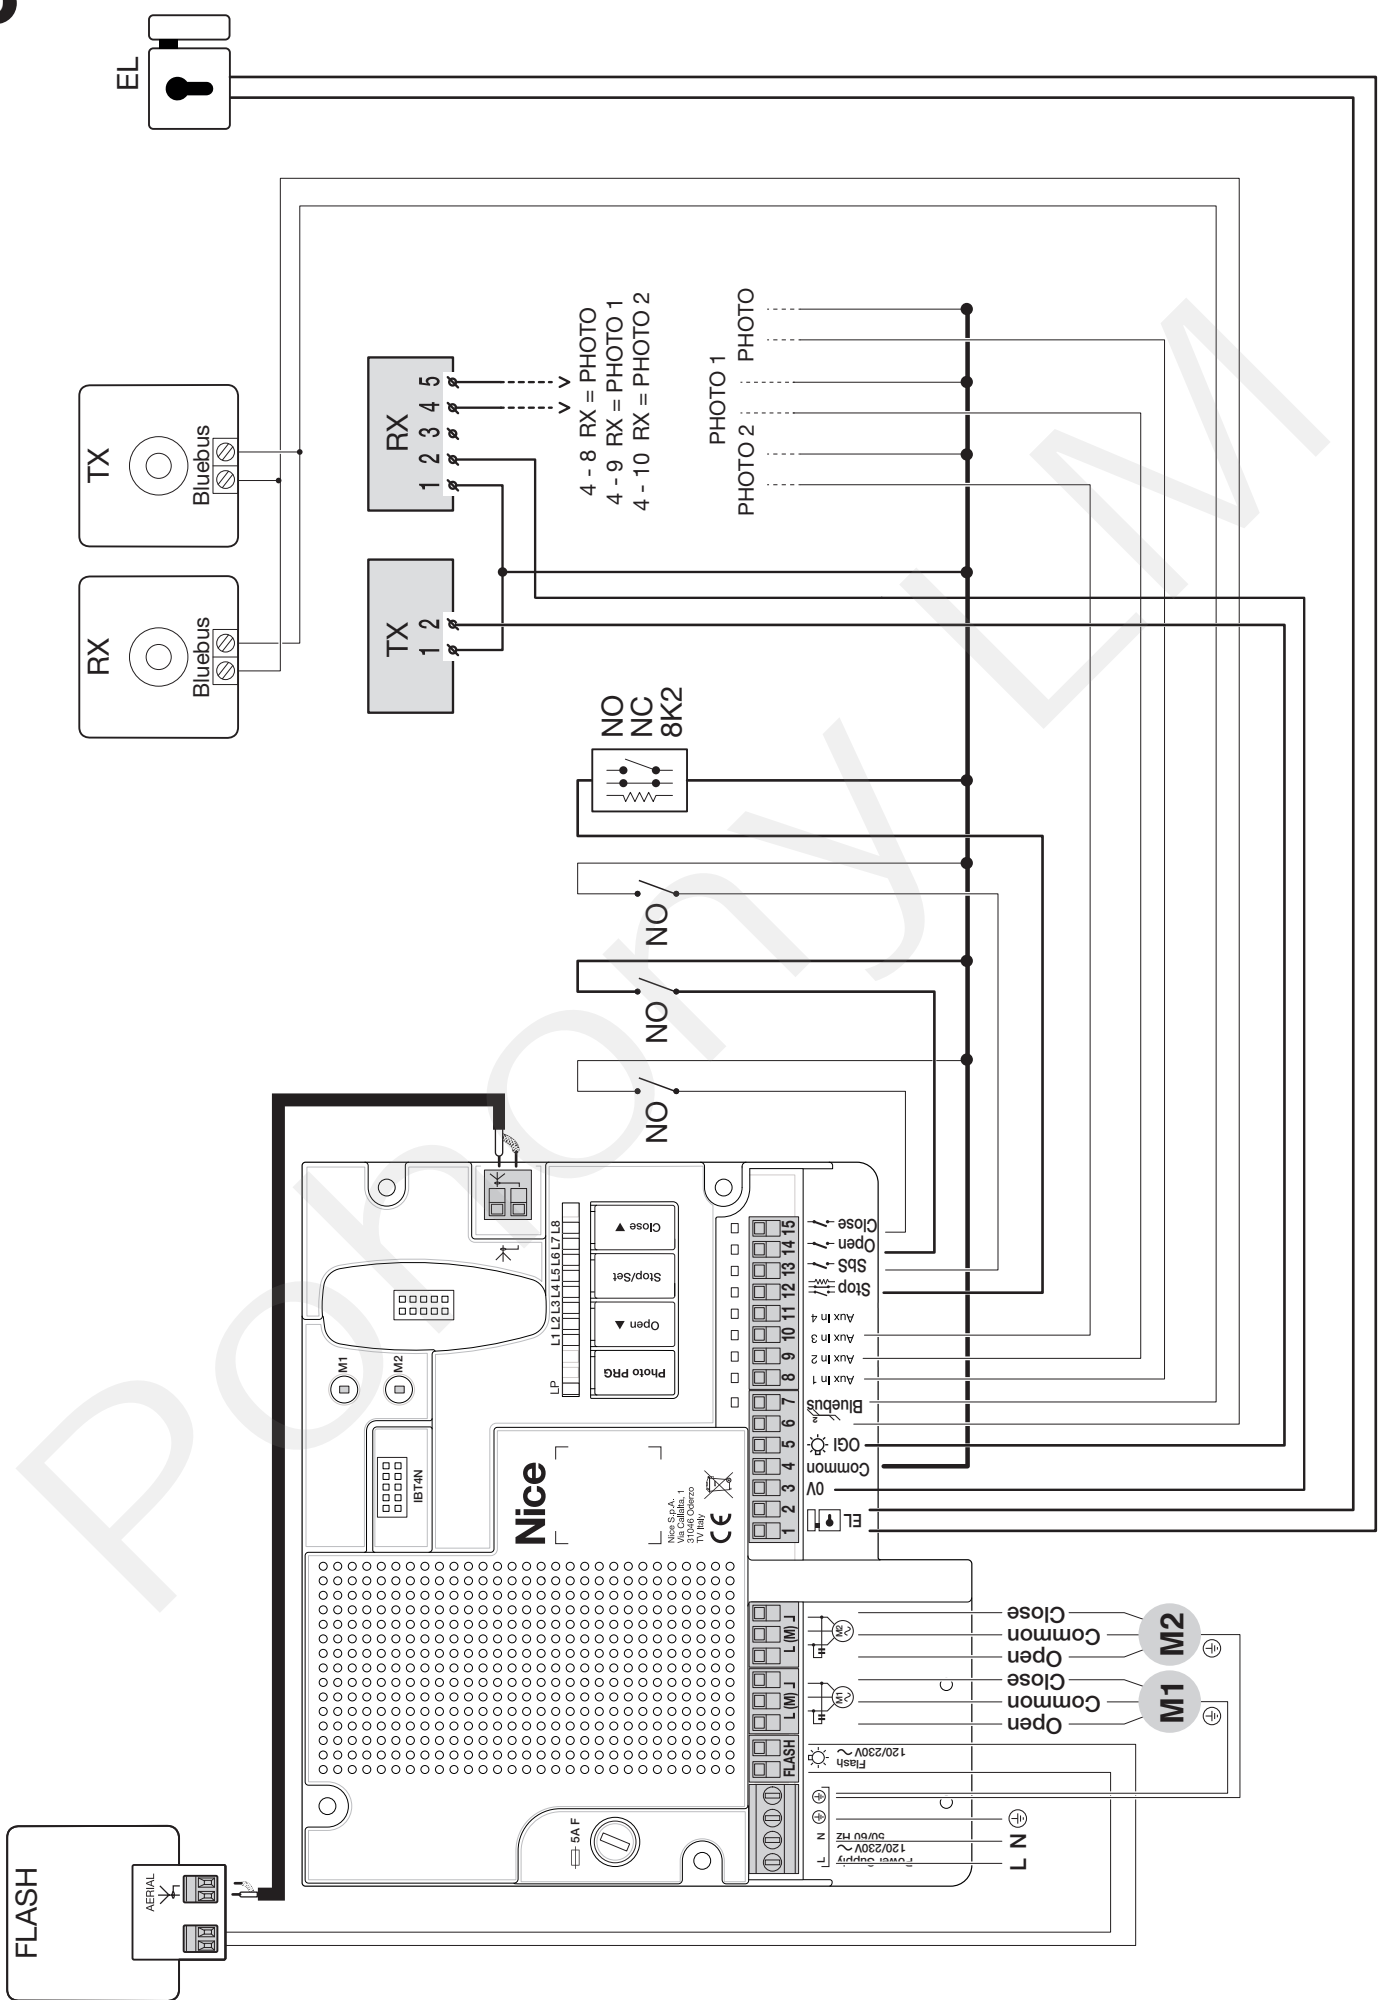 EL
TX
Bluebus
RX
Bluebus
RX
1 2 3 4 5
4 - 8 RX = PHOTO
4 - 9 RX = PHOTO 1
4 - 10 RX = PHOTO 2
TX
1 2
PHOTO 2
PHOTO 1
PHOTO
NO
NC
8K2
NO
NO
NO
M1
M2
IBT4N
LP L1 L2 L3 L4 L5 L6 L7 L8
Photo PRG
Open ▲
Stop/Set
Close ▼
Nice
Nice S.p.A.
Via Callalta, 1
31046 Oderzo
TV Italy
CE
5A F
FLASH
L (M)
L (M)
1 2 3 4 5 6 7 8 9 10 11 12 13 14 15
L
N
Power Supply
120/230V
50/60 Hz
Flash
120/230V
M1
M2
EL
0V
Common
OGI
2
Bluebus
Aux In 1
Aux In 2
Aux In 3
Aux In 4
Stop
SbS
Open
Close
L
N
Open
Common
Close
M1
Open
Common
Close
M2
FLASH
AERIAL
Pohony LM